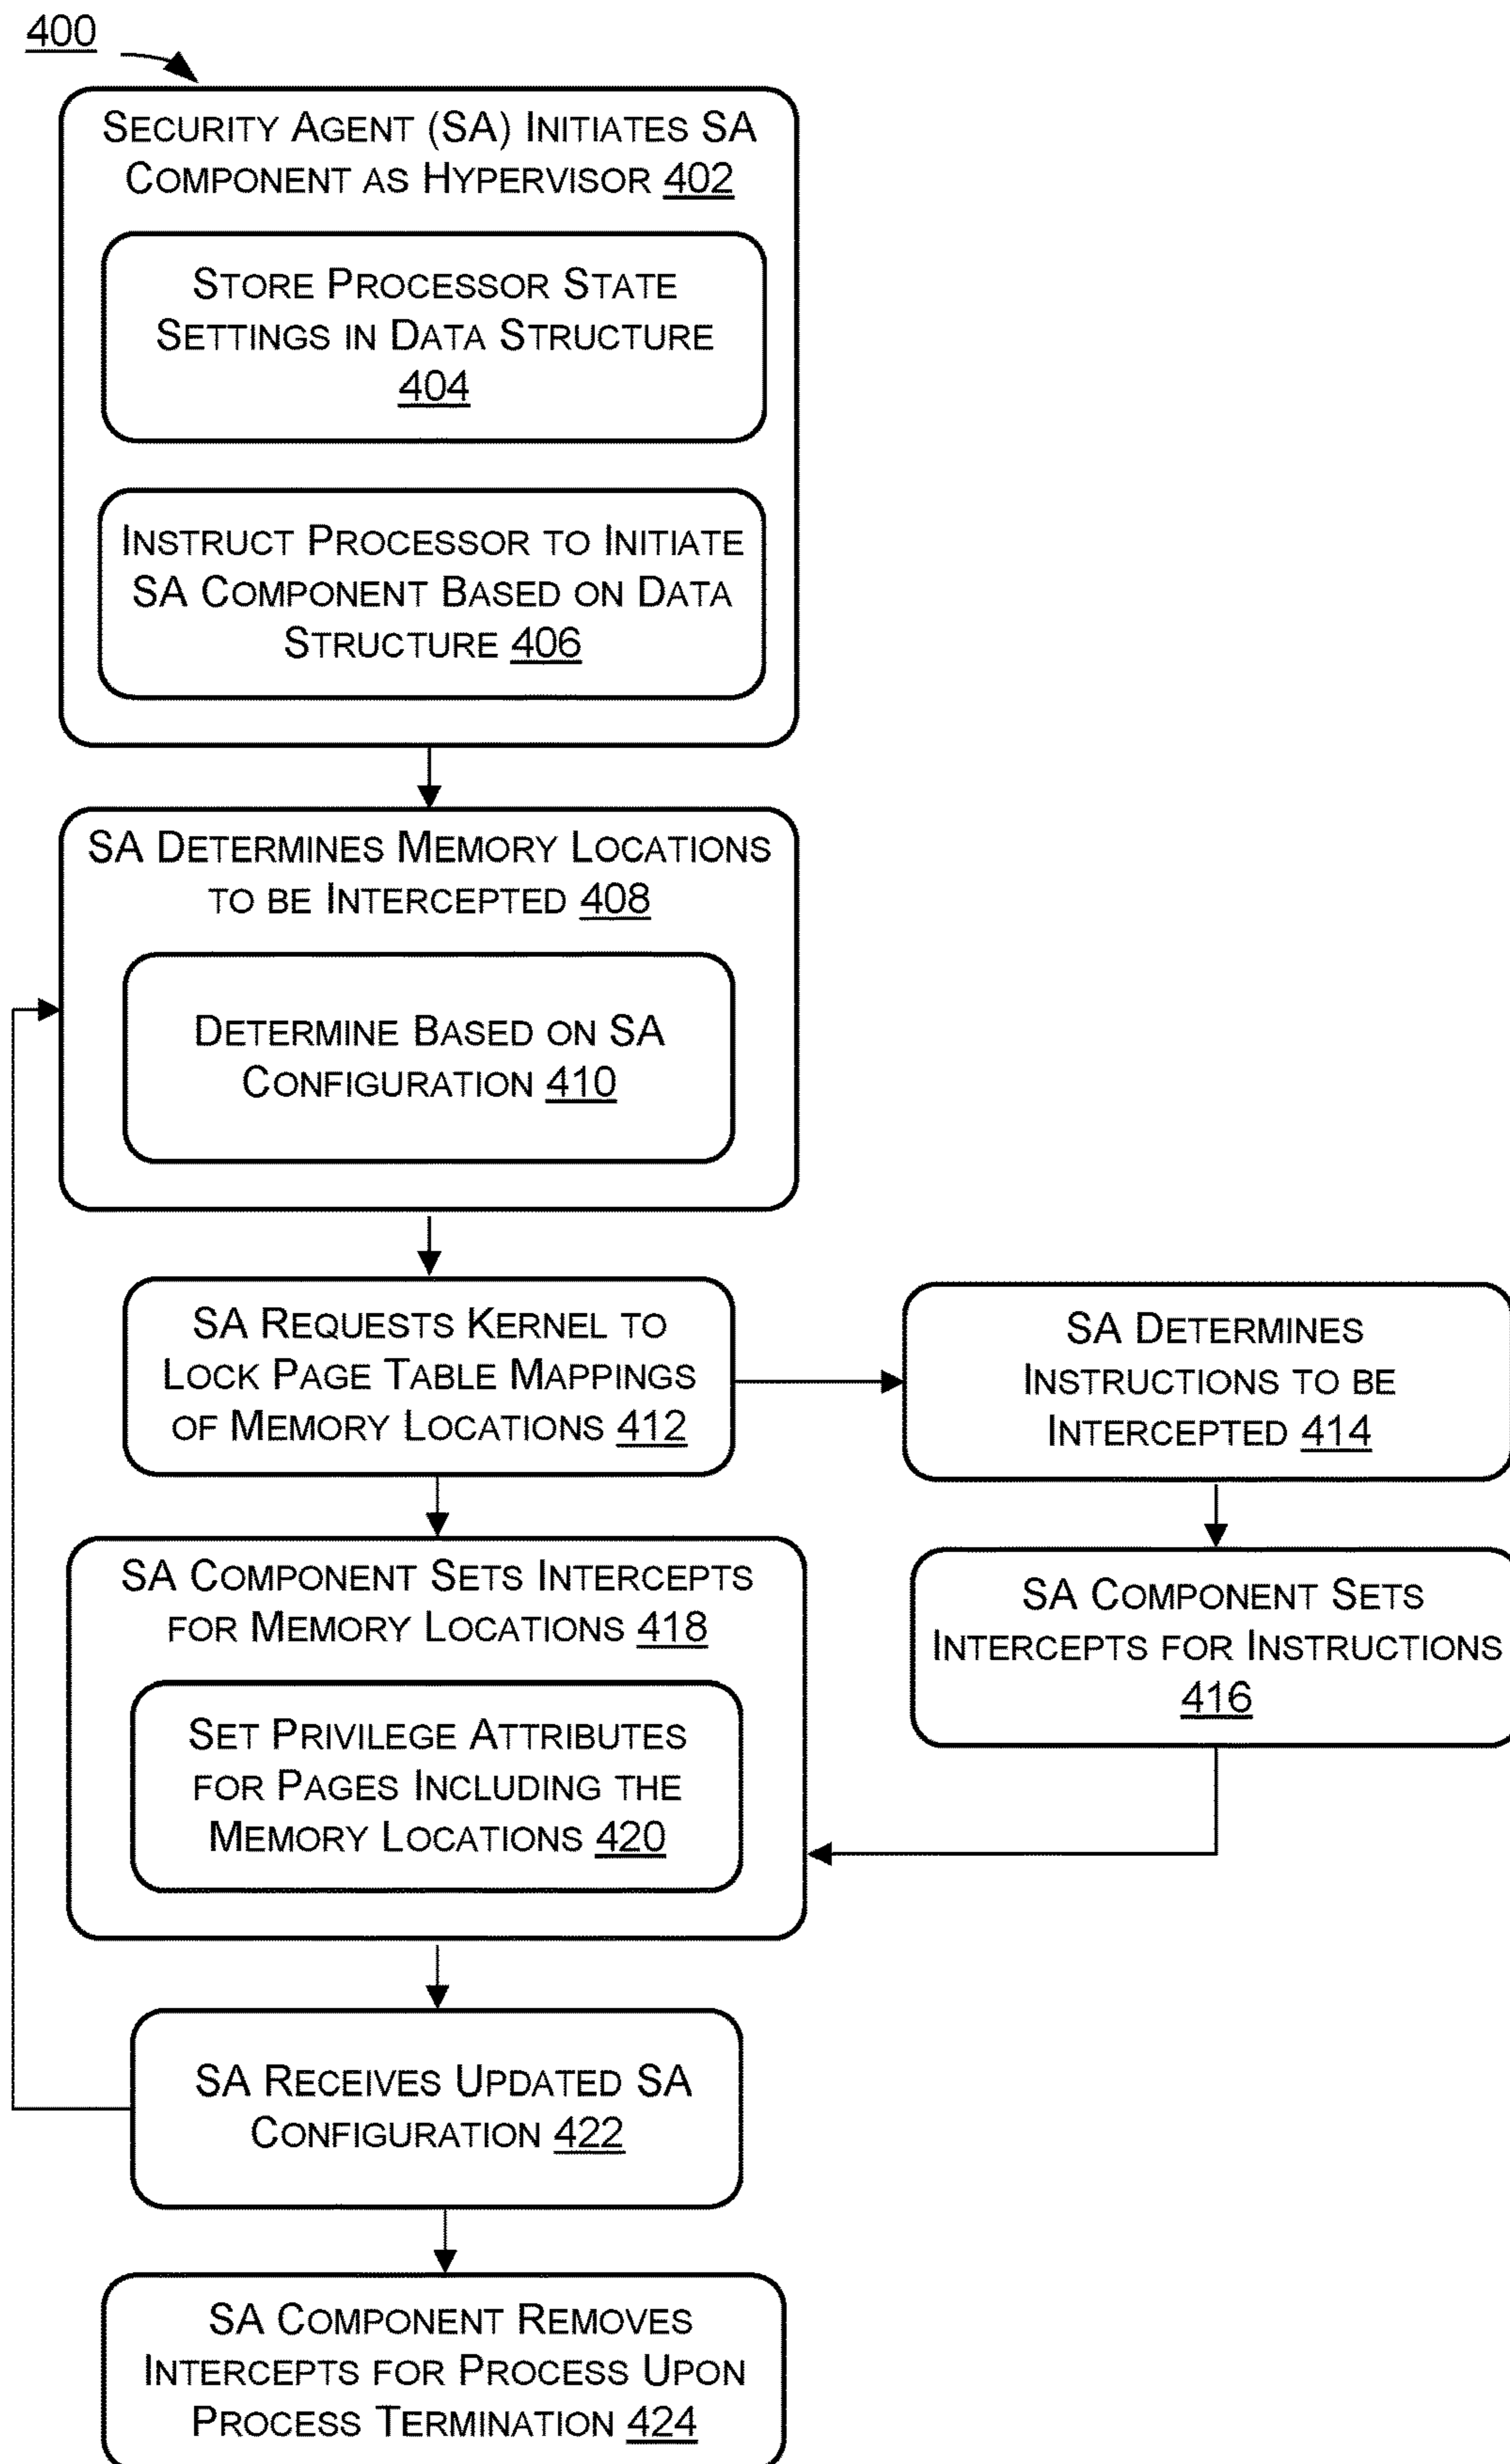 400
SECURITY AGENT (SA) INITIATES SA
COMPONENT AS HYPERVISOR 402
STORE PROCESSOR STATE
SETTINGS IN DATA STRUCTURE
404
INSTRUCT PROCESSOR TO INITIATE
SA COMPONENT BASED ON DATA
STRUCTURE 406
SA DETERMINES MEMORY LOCATIONS
TO BE INTERCEPTED 408
DETERMINE BASED ON SA
CONFIGURATION 410
SA REQUESTS KERNEL TO
LOCK PAGE TABLE MAPPINGS
OF MEMORY LOCATIONS 412
SA DETERMINES
INSTRUCTIONS TO BE
INTERCEPTED 414
SA COMPONENT SETS
INTERCEPTS FOR INSTRUCTIONS
416
SA COMPONENT SETS INTERCEPTS
FOR MEMORY LOCATIONS 418
SET PRIVILEGE ATTRIBUTES
FOR PAGES INCLUDING THE
MEMORY LOCATIONS 420
SA RECEIVES UPDATED SA
CONFIGURATION 422
SA COMPONENT REMOVES
INTERCEPTS FOR PROCESS UPON
PROCESS TERMINATION 424